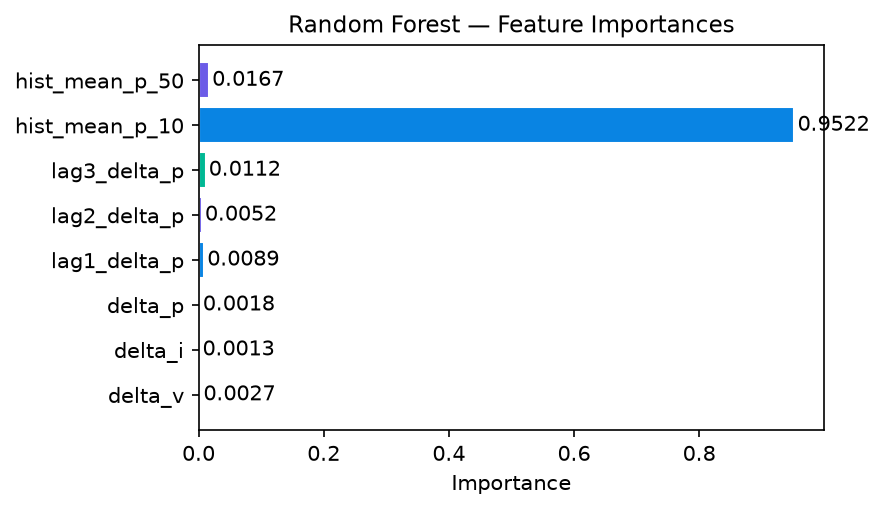 Random Forest — Feature Importances
hist_mean_p_50 0.0167
hist_mean_p_10 0.9522
lag3_delta_p 0.0112
lag2_delta_p 0.0052
lag1_delta_p 0.0089
delta_p 0.0018
delta_i 0.0013
delta_v 0.0027
0.0 0.2 0.4 0.6 0.8
Importance